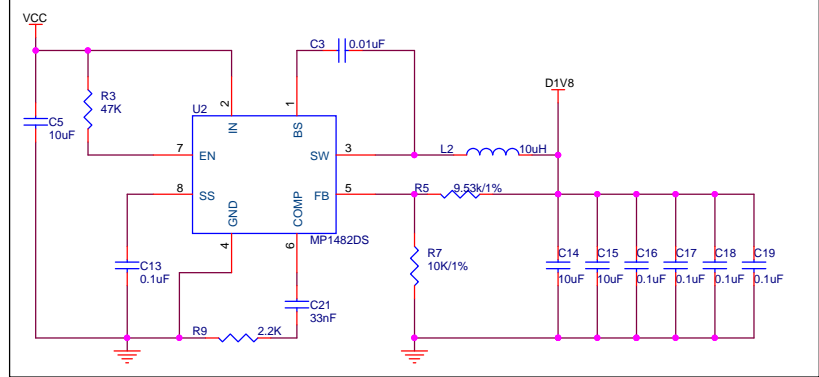 VCC
C3
0.01uF
D1V8
R3
47K
U2
2
1
C5
10uF
IN
BS
L2
10uH
7
EN
SW
3
8
SS
FB
5
R5
9.53k/1%
GND
COMP
4
6
MP1482DS
C13
0.1uF
R7
10K/1%
C14
10uF
C15
10uF
C16
0.1uF
C17
0.1uF
C18
0.1uF
C19
0.1uF
C21
33nF
R9
2.2K